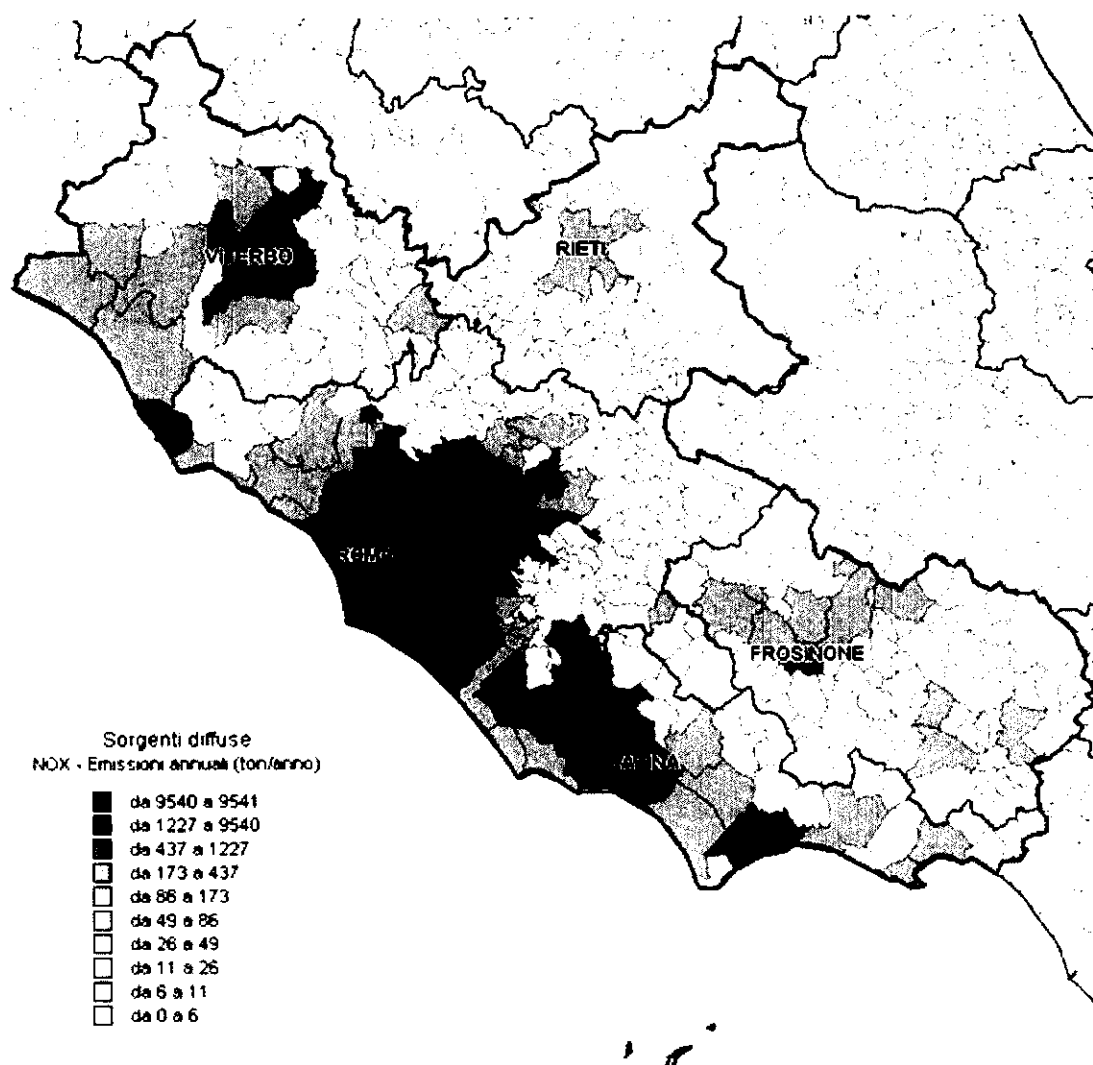 VITERBO
RIETI
ROMA
FROSINONE
LATINA
Sorgenti diffuse
NOX - Emissioni annuali (ton/anno)
da 9540 a 9541
da 1227 a 9540
da 437 a 1227
da 173 a 437
da 86 a 173
da 49 a 86
da 26 a 49
da 11 a 26
da 6 a 11
da 0 a 6